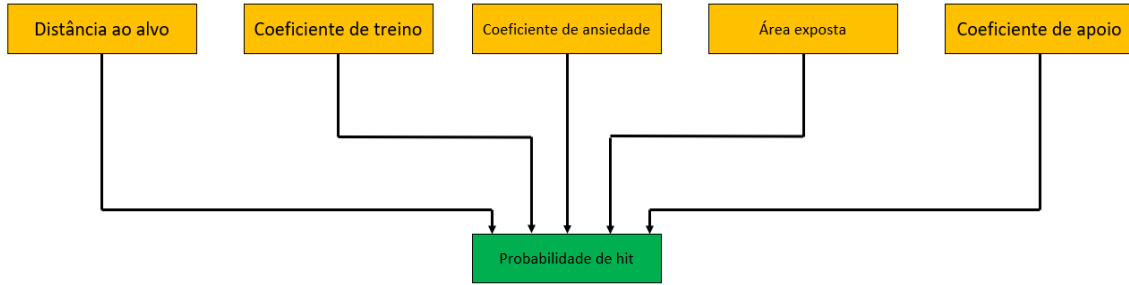 Distância ao alvo
Coeficiente de treino
Coeficiente de ansiedade
Área exposta
Coeficiente de apoio
Probabilidade de hit